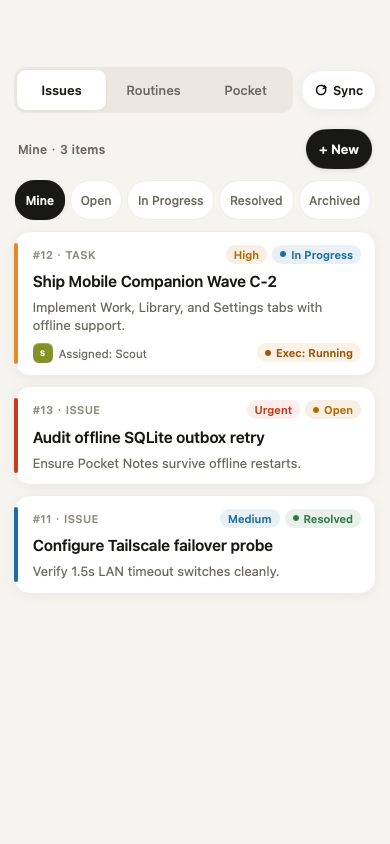 Issues
Routines
Pocket
Sync
Mine · 3 items
+ New
Mine
Open
In Progress
Resolved
Archived
#12 · TASK
High
In Progress
Ship Mobile Companion Wave C-2
Implement Work, Library, and Settings tabs with
offline support.
S
Assigned: Scout
Exec: Running
#13 · ISSUE
Urgent
Open
Audit offline SQLite outbox retry
Ensure Pocket Notes survive offline restarts.
#11 · ISSUE
Medium
Resolved
Configure Tailscale failover probe
Verify 1.5s LAN timeout switches cleanly.